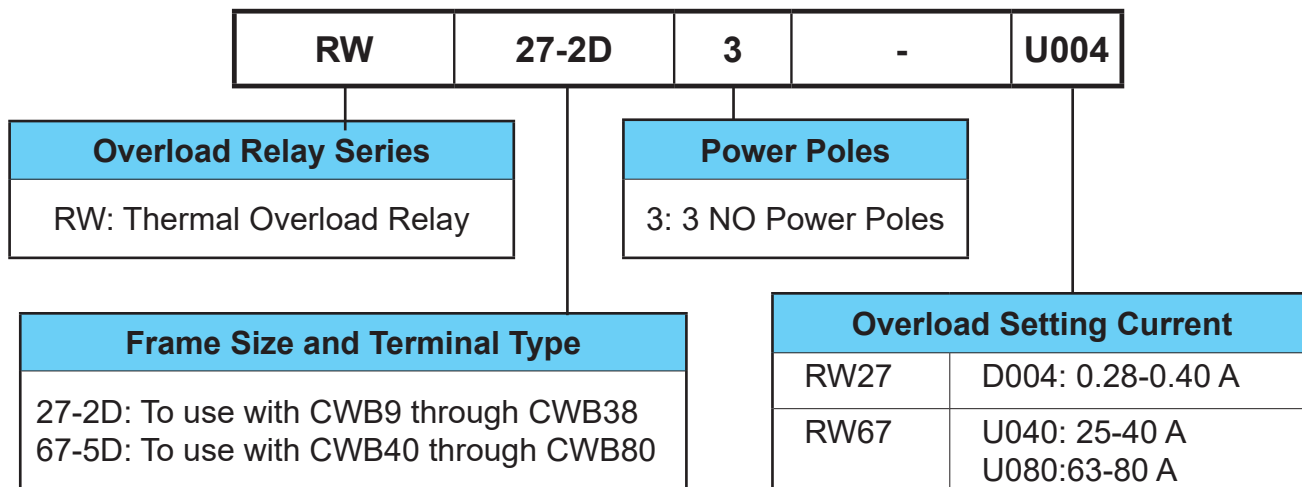 RW 27-2D 3 - U004
Overload Relay Series
RW: Thermal Overload Relay
Power Poles
3: 3 NO Power Poles
Frame Size and Terminal Type
27-2D: To use with CWB9 through CWB38
67-5D: To use with CWB40 through CWB80
Overload Setting Current
RW27 D004: 0.28-0.40 A
RW67 U040: 25-40 A
U080:63-80 A